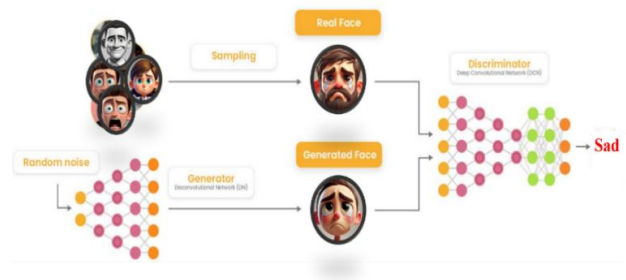 Real Face
Sampling
Discriminator
Deep Convolutional Network (DCN)
Sad
Random noise
Generated Face
Generator
Deconvolutional Network (DN)